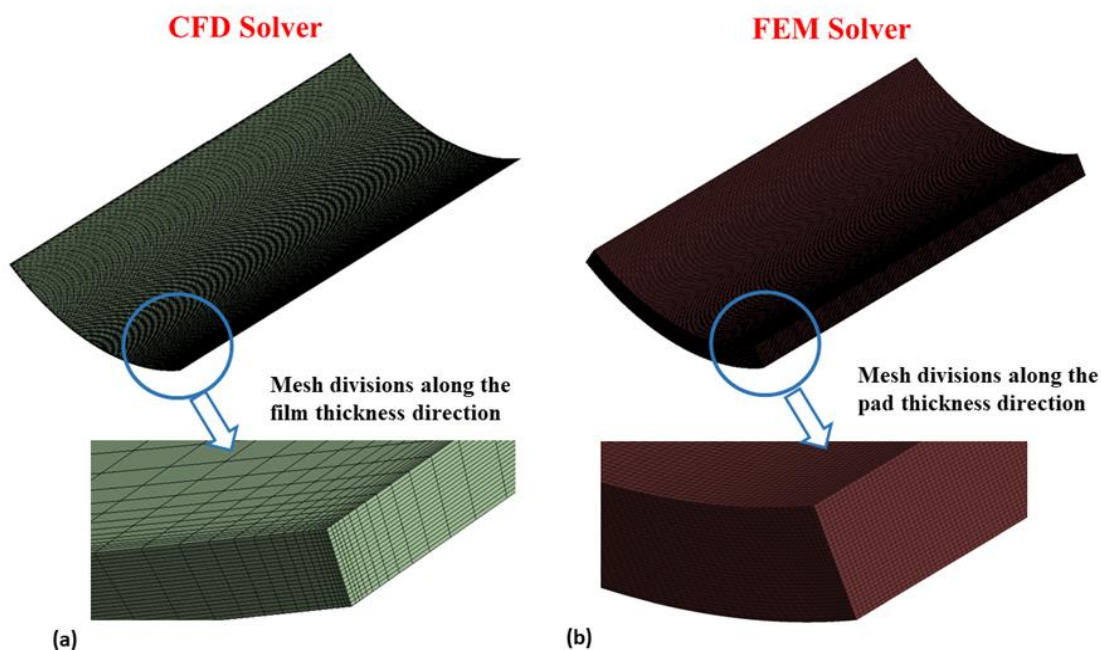 CFD Solver
FEM Solver
Mesh divisions along the
film thickness direction
Mesh divisions along the
pad thickness direction
(a)
(b)